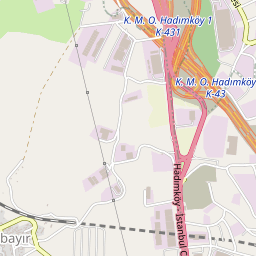 K. M. O. Hadımköy 1
K-431
K. M. O. Hadımköy
K-43
Hadımköy - İstanbul C
bayır